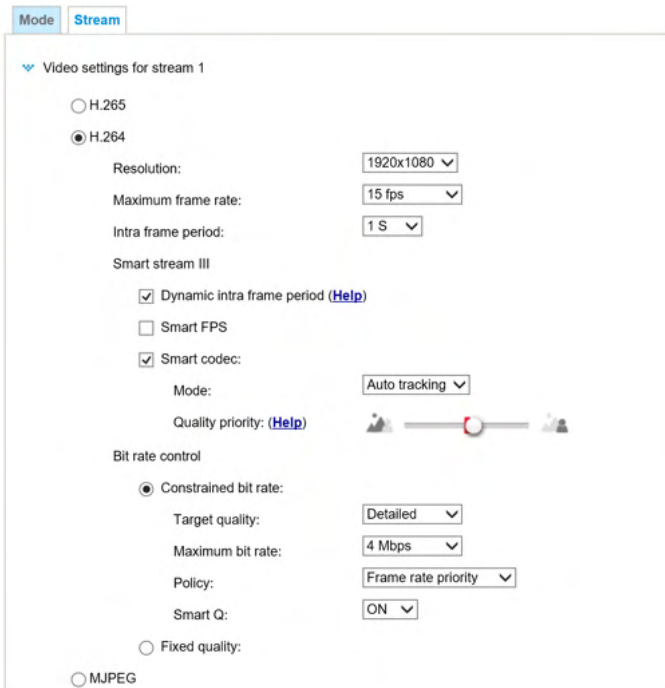 Mode Stream
Video settings for stream 1
H.265
H.264
Resolution: 1920x1080
Maximum frame rate: 15 fps
Intra frame period: 1 S
Smart stream III
Dynamic intra frame period (Help)
Smart FPS
Smart codec:
Mode: Auto tracking
Quality priority: (Help)
Bit rate control
Constrained bit rate:
Target quality: Detailed
Maximum bit rate: 4 Mbps
Policy: Frame rate priority
Smart Q: ON
Fixed quality:
MJPEG